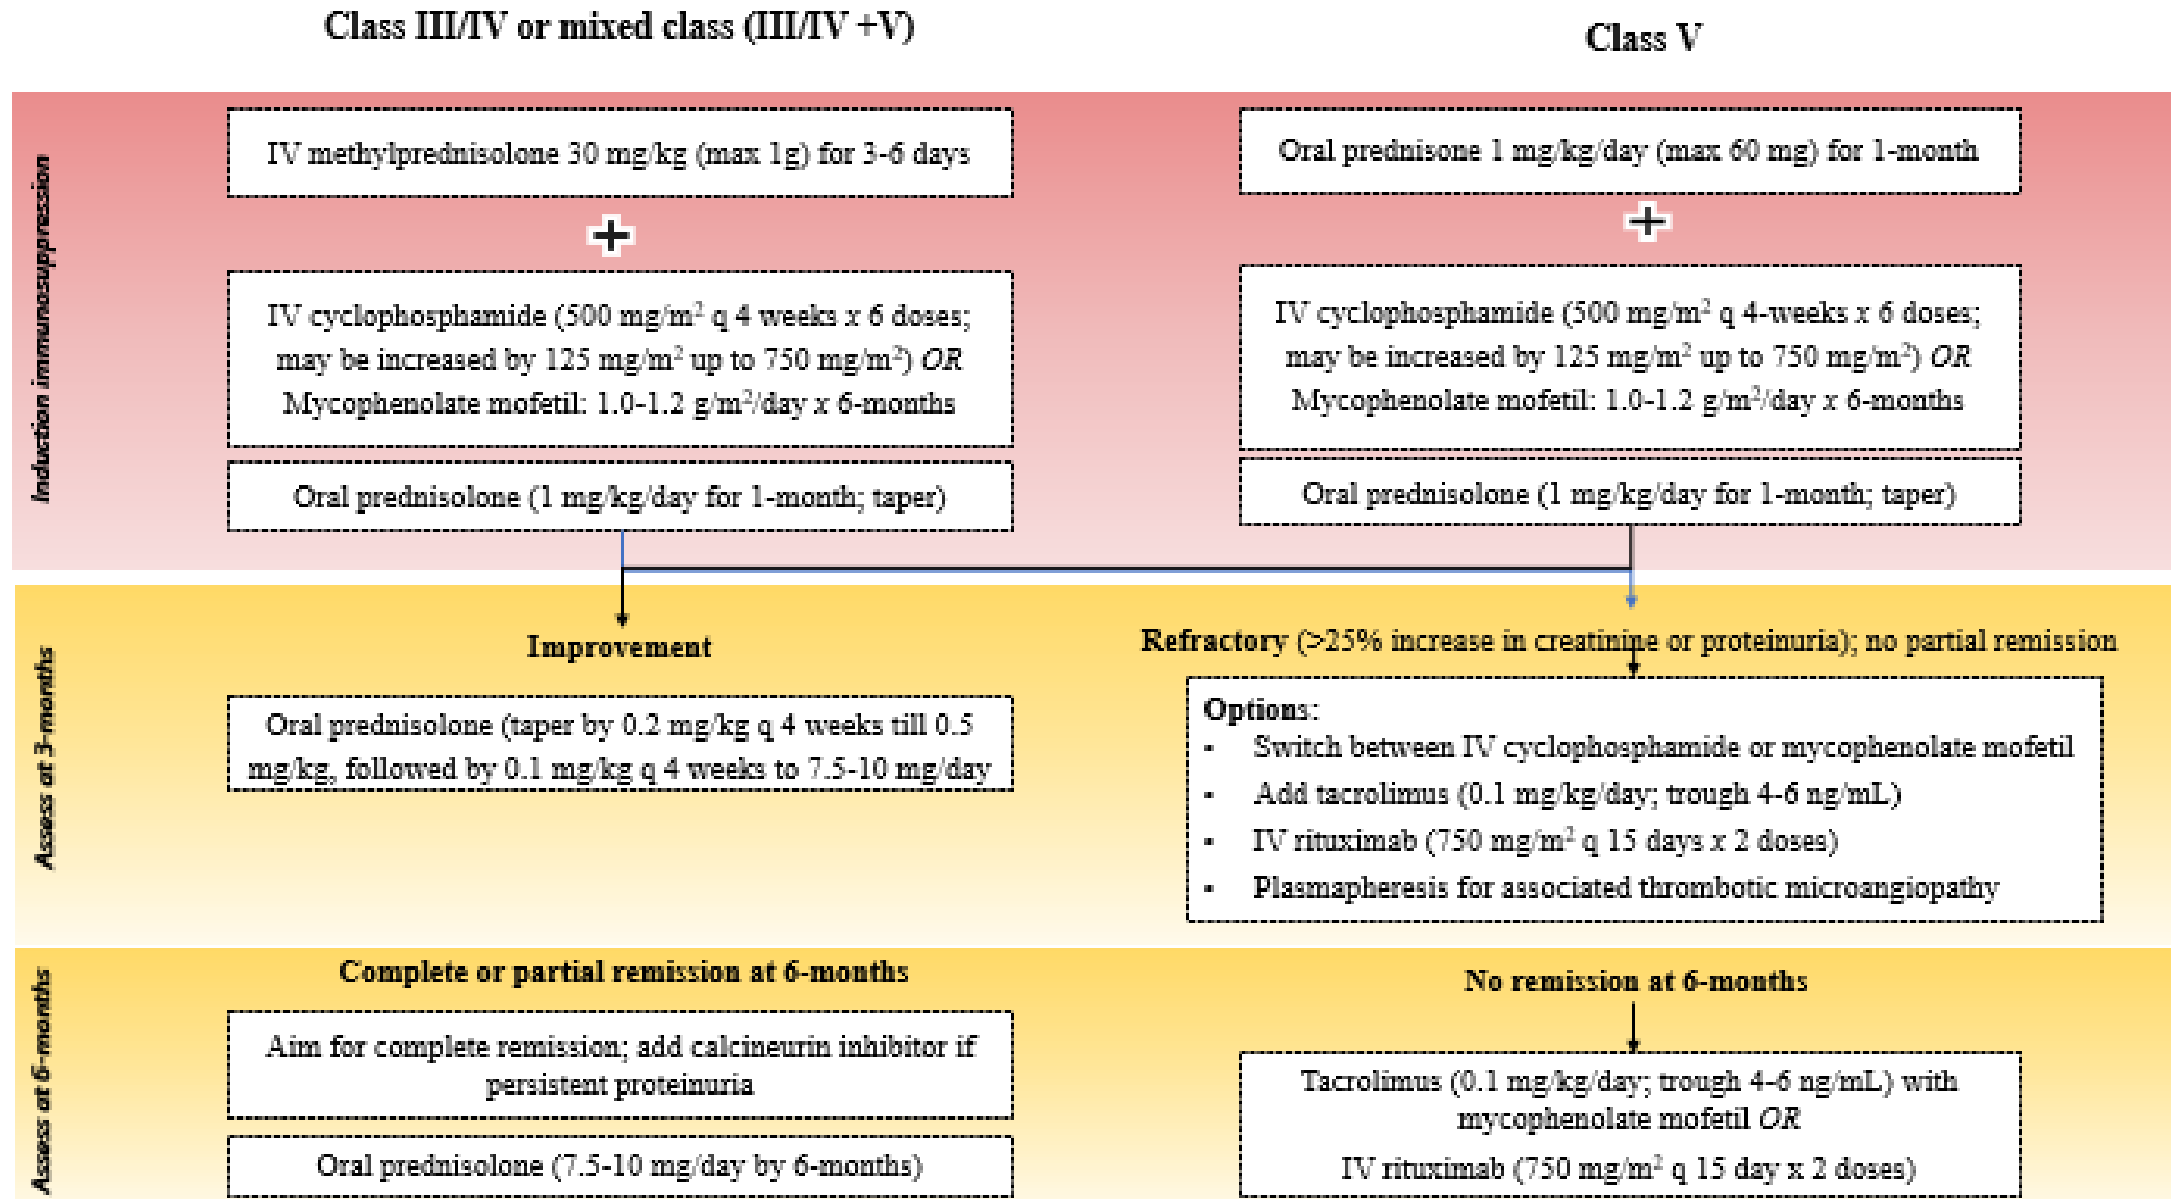 Class III/IV or mixed class (III/IV +V)
Class V
Induction immunosuppression
IV methylprednisolone 30 mg/kg (max 1g) for 3-6 days
+
IV cyclophosphamide (500 mg/m² q 4 weeks x 6 doses;
may be increased by 125 mg/m² up to 750 mg/m²) OR
Mycophenolate mofetil: 1.0-1.2 g/m²/day x 6-months
Oral prednisolone (1 mg/kg/day for 1-month; taper)
Oral prednisone 1 mg/kg/day (max 60 mg) for 1-month
+
IV cyclophosphamide (500 mg/m² q 4-weeks x 6 doses;
may be increased by 125 mg/m² up to 750 mg/m²) OR
Mycophenolate mofetil: 1.0-1.2 g/m²/day x 6-months
Oral prednisolone (1 mg/kg/day for 1-month; taper)
Assess at 3-months
Improvement
Oral prednisolone (taper by 0.2 mg/kg q 4 weeks till 0.5
mg/kg, followed by 0.1 mg/kg q 4 weeks to 7.5-10 mg/day
Refractory (>25% increase in creatinine or proteinuria); no partial remission
Options:
▪ Switch between IV cyclophosphamide or mycophenolate mofetil
▪ Add tacrolimus (0.1 mg/kg/day; trough 4-6 ng/mL)
▪ IV rituximab (750 mg/m² q 15 days x 2 doses)
▪ Plasmapheresis for associated thrombotic microangiopathy
Assess at 6-months
Complete or partial remission at 6-months
Aim for complete remission; add calcineurin inhibitor if
persistent proteinuria
Oral prednisolone (7.5-10 mg/day by 6-months)
No remission at 6-months
Tacrolimus (0.1 mg/kg/day; trough 4-6 ng/mL) with
mycophenolate mofetil OR
IV rituximab (750 mg/m² q 15 day x 2 doses)